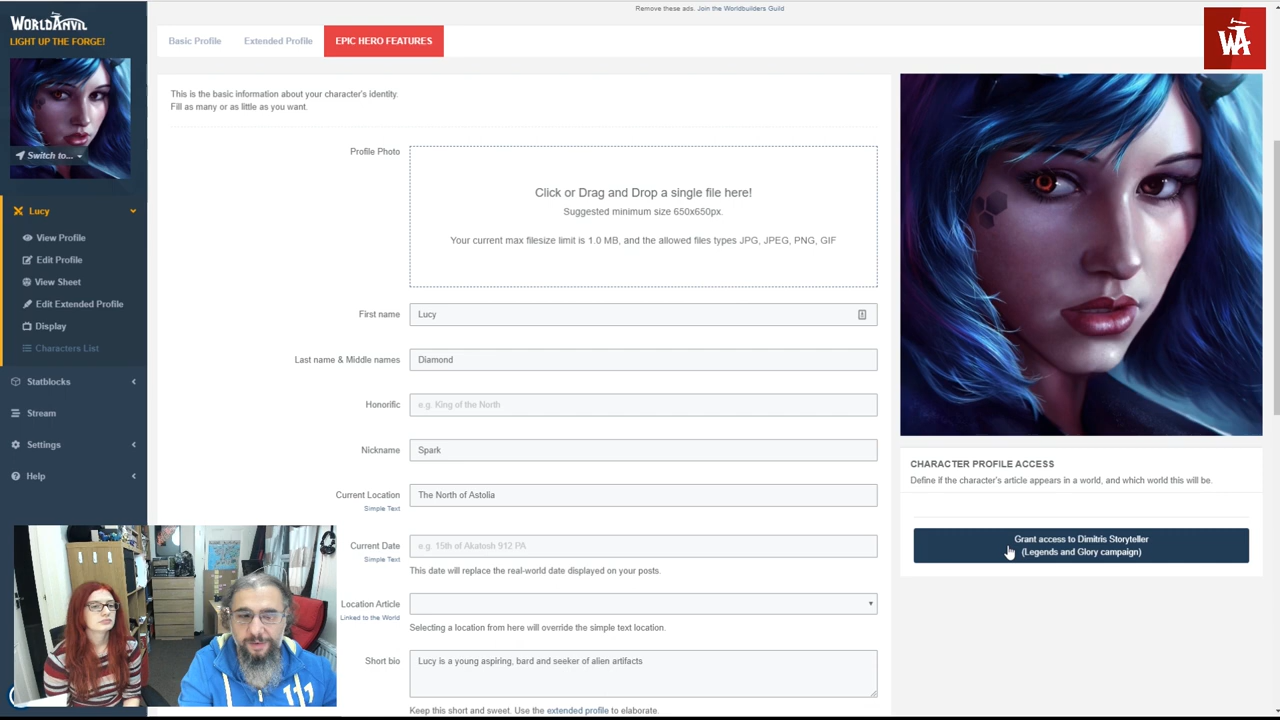 Remove these ads. Join the Worldbuilders Guild
WORLDANVIL
LIGHT UP THE FORGE!
Switch to...
Lucy
View Profile
Edit Profile
View Sheet
Edit Extended Profile
Display
Characters List
Statblocks
Stream
Settings
Help
Basic Profile
Extended Profile
EPIC HERO FEATURES
WA
This is the basic information about your character's identity.
Fill as many or as little as you want.
Profile Photo
Click or Drag and Drop a single file here!
Suggested minimum size 650x650px.
Your current max filesize limit is 1.0 MB, and the allowed files types JPG, JPEG, PNG, GIF
First name
Lucy
Last name & Middle names
Diamond
Honorific
e.g. King of the North
Nickname
Spark
Current Location
Simple Text
The North of Astolia
Current Date
Simple Text
e.g. 15th of Akatosh 912 PA
This date will replace the real-world date displayed on your posts.
Location Article
Linked to the World
Selecting a location from here will override the simple text location.
Short bio
Lucy is a young aspiring, bard and seeker of alien artifacts
Keep this short and sweet. Use the extended profile to elaborate.
CHARACTER PROFILE ACCESS
Define if the character's article appears in a world, and which world this will be.
Grant access to Dimitris Storyteller
(Legends and Glory campaign)